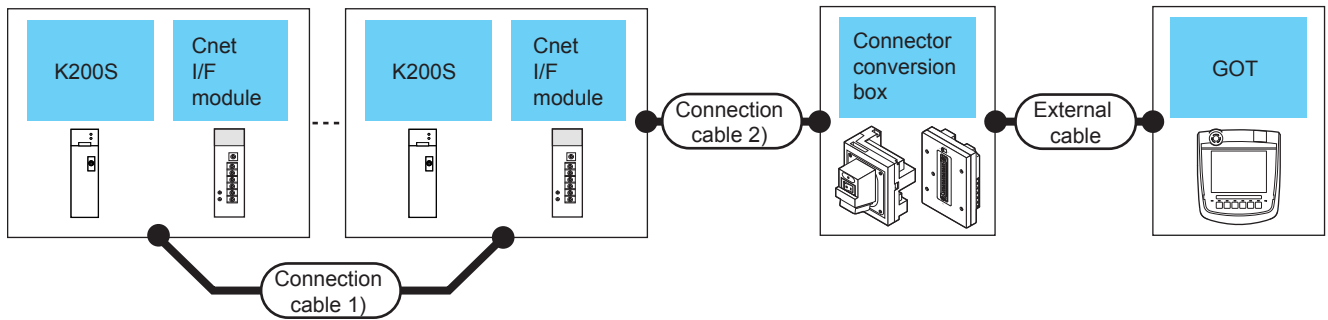 K200S
Cnet
I/F
module
K200S
Cnet
I/F
module
Connection
cable 1)
Connection
cable 2)
Connector
conversion
box
External
cable
GOT